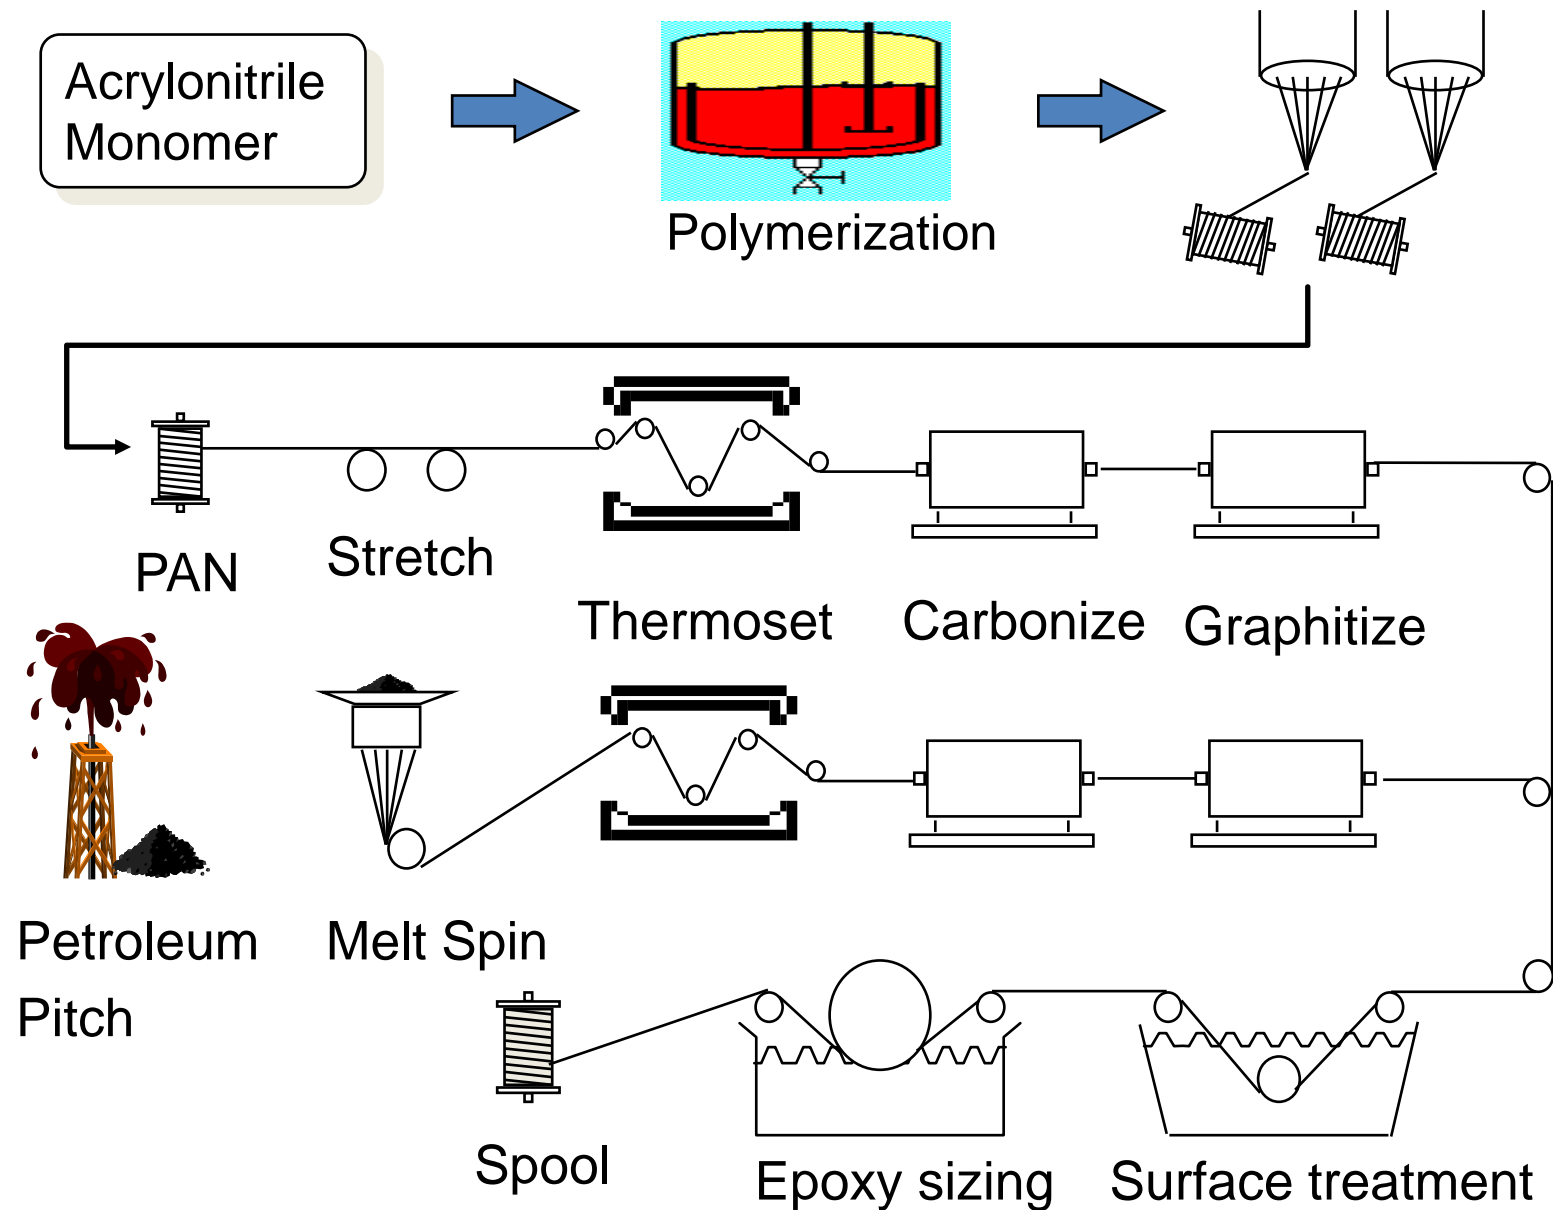 Acrylonitrile
Monomer
Polymerization
PAN
Stretch
Thermoset
Carbonize
Graphitize
Petroleum
Pitch
Melt Spin
Spool
Epoxy sizing
Surface treatment